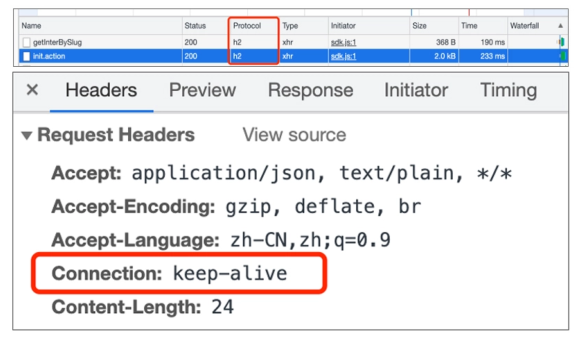 Name Status Protocol Type Initiator Size Time Waterfall
getInterBySlug 200 h2 xhr sdk.js:1 368 B 190 ms
init.action 200 h2 xhr sdk.js:1 2.0 kB 233 ms
× Headers Preview Response Initiator Timing
▼ Request Headers View source
Accept: application/json, text/plain, */*
Accept-Encoding: gzip, deflate, br
Accept-Language: zh-CN,zh;q=0.9
Connection: keep-alive
Content-Length: 24